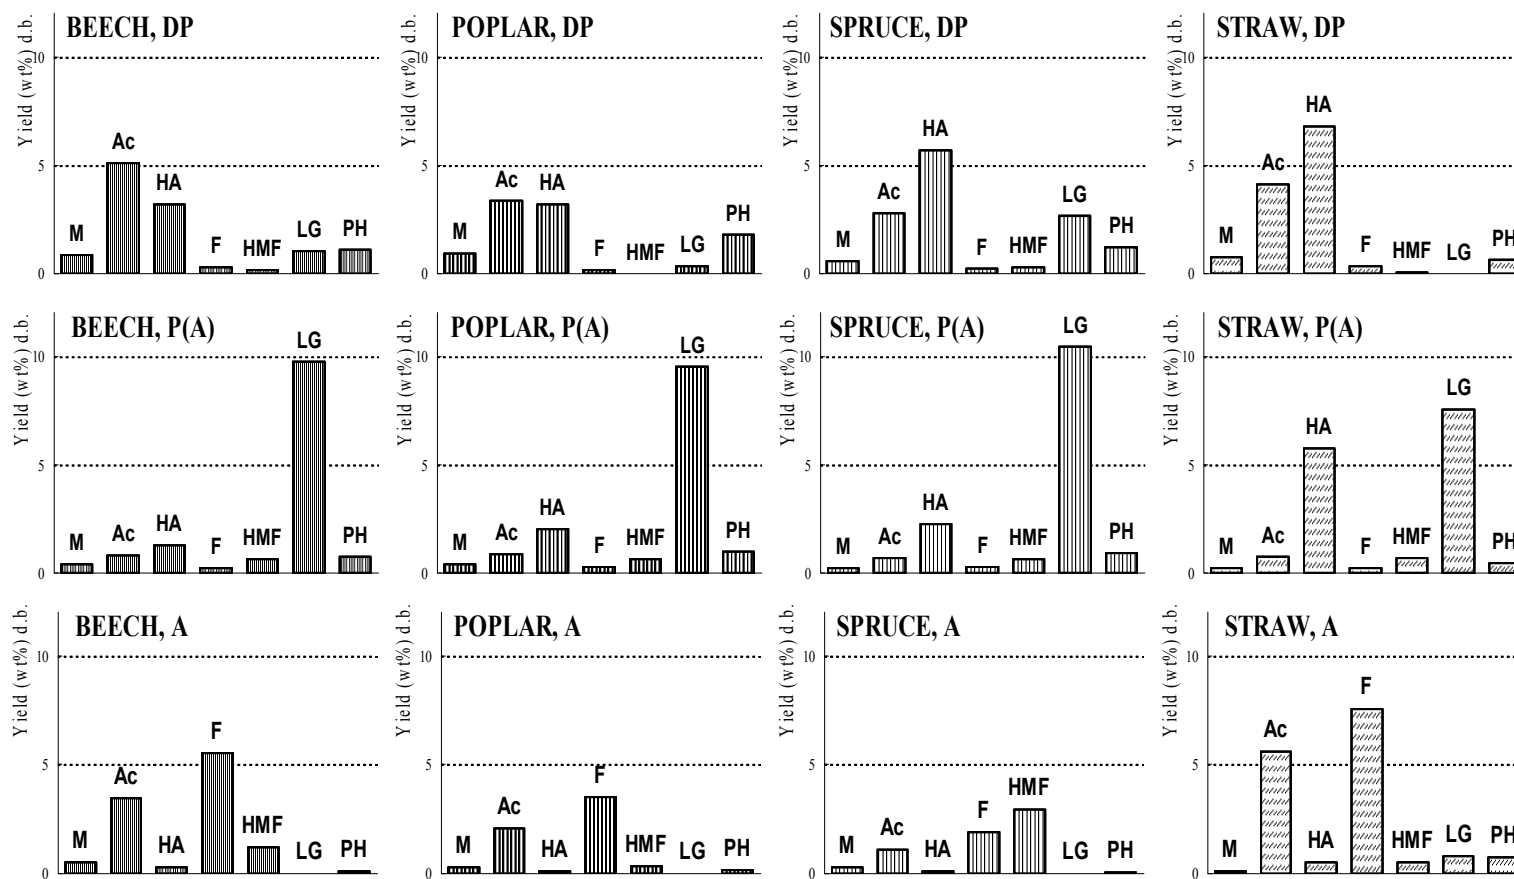 Yield (wt%) d.b.
BEECH, DP
10
5
0
M
Ac
HA
F
HMF
LG
PH
Yield (wt%) d.b.
POPLAR, DP
10
5
0
M
Ac
HA
F
HMF
LG
PH
Yield (wt%) d.b.
SPRUCE, DP
10
5
0
M
Ac
HA
F
HMF
LG
PH
Yield (wt%) d.b.
STRAW, DP
10
5
0
M
Ac
HA
F
HMF
LG
PH
Yield (wt%) d.b.
BEECH, P(A)
10
5
0
M
Ac
HA
F
HMF
LG
PH
Yield (wt%) d.b.
POPLAR, P(A)
10
5
0
M
Ac
HA
F
HMF
LG
PH
Yield (wt%) d.b.
SPRUCE, P(A)
10
5
0
M
Ac
HA
F
HMF
LG
PH
Yield (wt%) d.b.
STRAW, P(A)
10
5
0
M
Ac
HA
F
HMF
LG
PH
Yield (wt%) d.b.
BEECH, A
10
5
0
M
Ac
HA
F
HMF
LG
PH
Yield (wt%) d.b.
POPLAR, A
10
5
0
M
Ac
HA
F
HMF
LG
PH
Yield (wt%) d.b.
SPRUCE, A
10
5
0
M
Ac
HA
F
HMF
LG
PH
Yield (wt%) d.b.
STRAW, A
10
5
0
M
Ac
HA
F
HMF
LG
PH